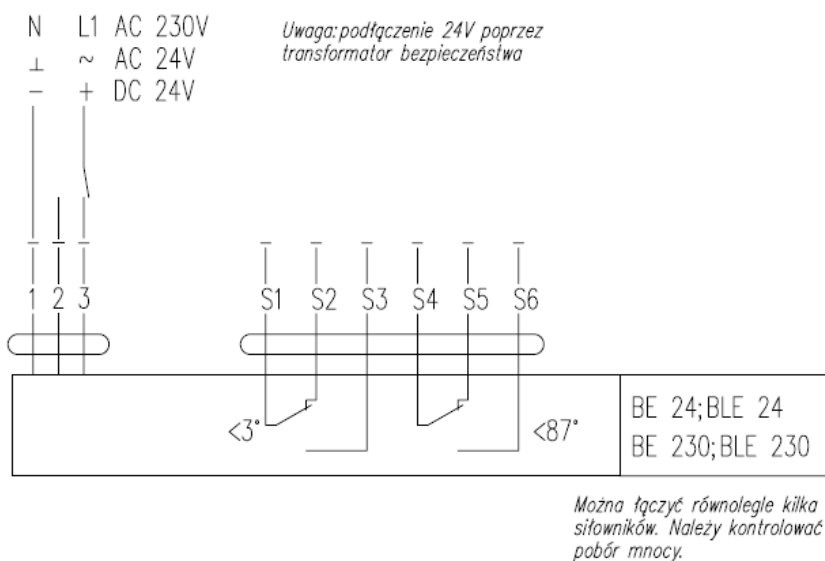 N L1 AC 230V
⊥ ~ AC 24V
− + DC 24V
Uwaga: podłączenie 24V poprzez
transformator bezpieczeństwa
1 2 3 S1 S2 S3 S4 S5 S6
<3° <87°
BE 24;BLE 24
BE 230;BLE 230
Można łączyć równolegle kilka
siłowników. Należy kontrolować
pobór mnocy.